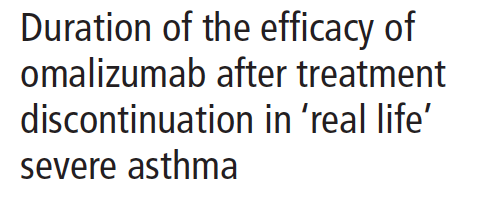 Duration of the efficacy of
omalizumab after treatment
discontinuation in ‘real life’
severe asthma